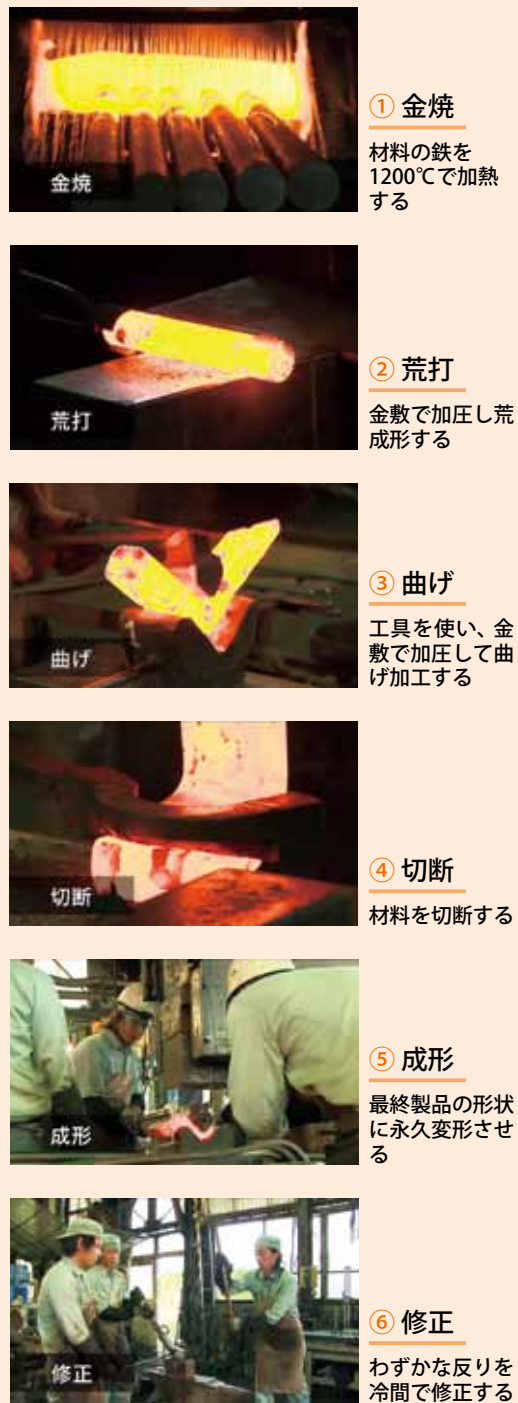 金焼
① 金焼
材料の鉄を
1200℃で加熱
する
荒打
② 荒打
金敷で加圧し荒
成形する
曲げ
③ 曲げ
工具を使い、金
敷で加圧して曲
げ加工する
切断
④ 切断
材料を切断する
成形
⑤ 成形
最終製品の形状
に永久変形させ
る
修正
⑥ 修正
わずかな反りを
冷間で修正する